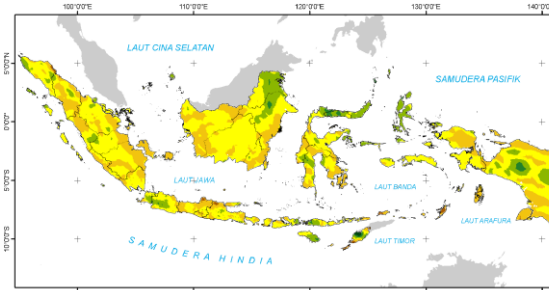 100°0'0"E 110°0'0"E 120°0'0"E 130°0'0"E 140°0'0"E
LAUT CINA SELATAN
SAMUDERA PASIFIK
5°0'0"N
0°0'0"
5°0'0"S
10°0'0"S
LAUT JAWA
LAUT BANDA
LAUT ARAFURA
LAUT TIMOR
SAMUDERA HINDIA